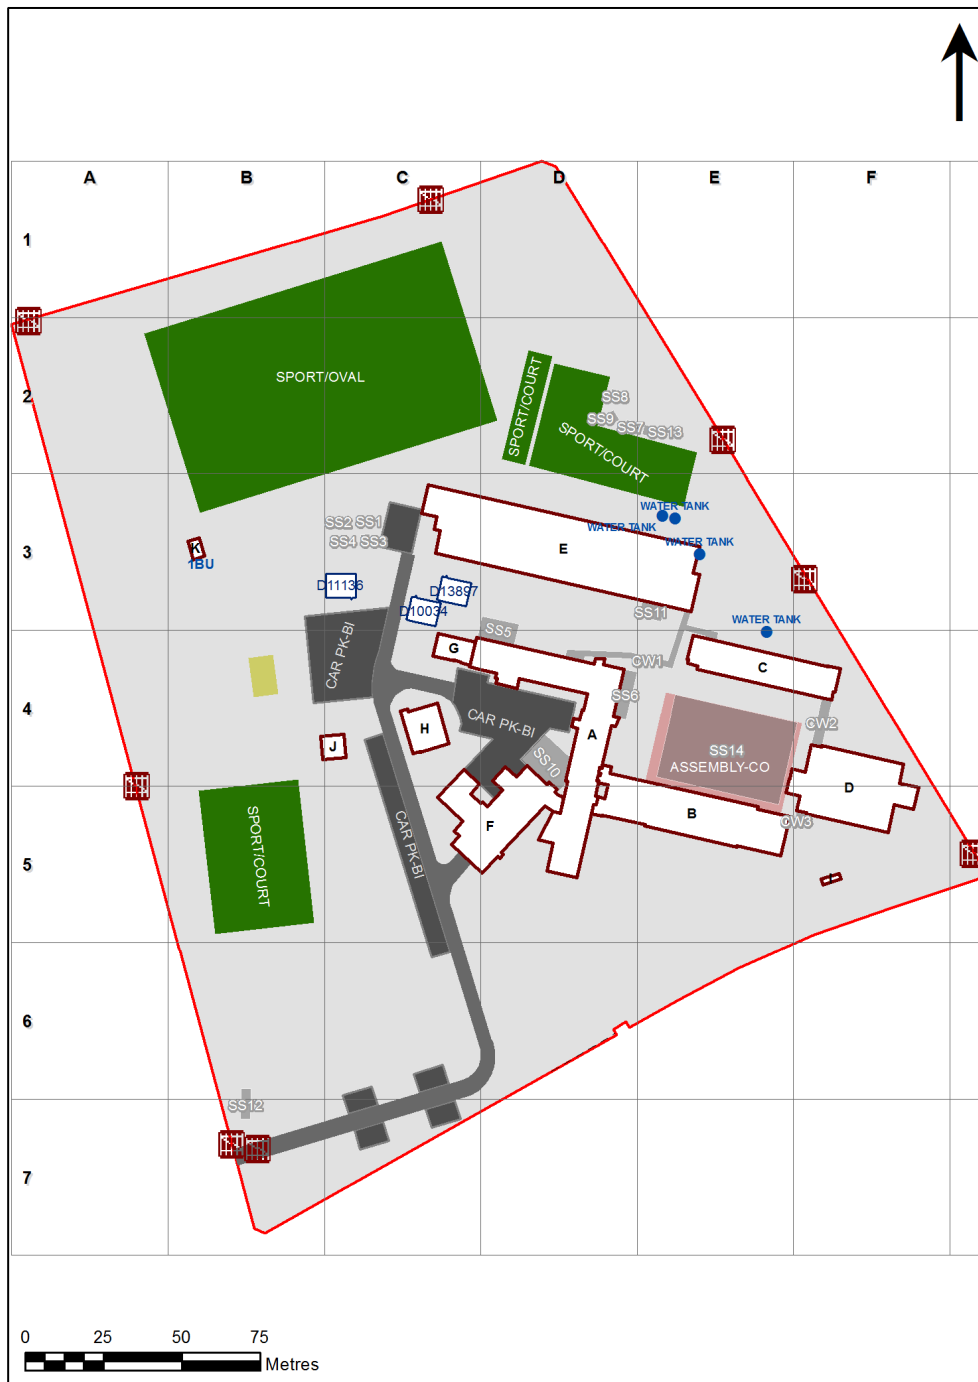 A
B
C
D
E
F
1
2
SPORT/OVAL
SPORT/COURT
SS8
SS9
SS7
SS13
SPORT/COURT
WATER TANK
WATER TANK
WATER TANK
SS2
SS1
SS4
SS3
3
E
K
1BU
D11136
D13897
D10034
SS11
WATER TANK
SS5
G
CW1
C
CAR PK-BI
SS6
4
CAR PK-BI
H
A
CW2
J
SS10
SS14
ASSEMBLY-CO
D
B
CW3
F
SPORT/COURT
CAR PK-BI
5
6
SS12
7
0
25
50
75
Metres